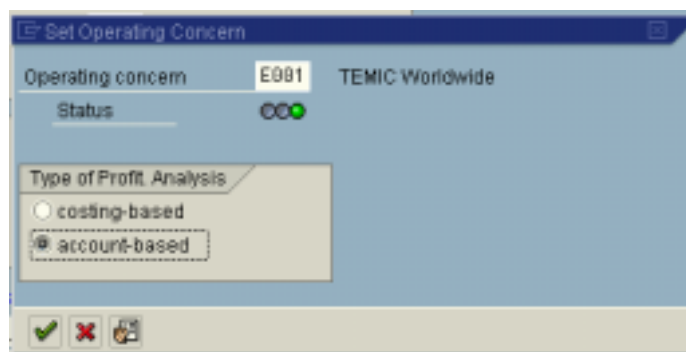 Set Operating Concern
Operating concern E001 TEMIC Worldwide
Status
Type of Profit. Analysis
costing-based
account-based